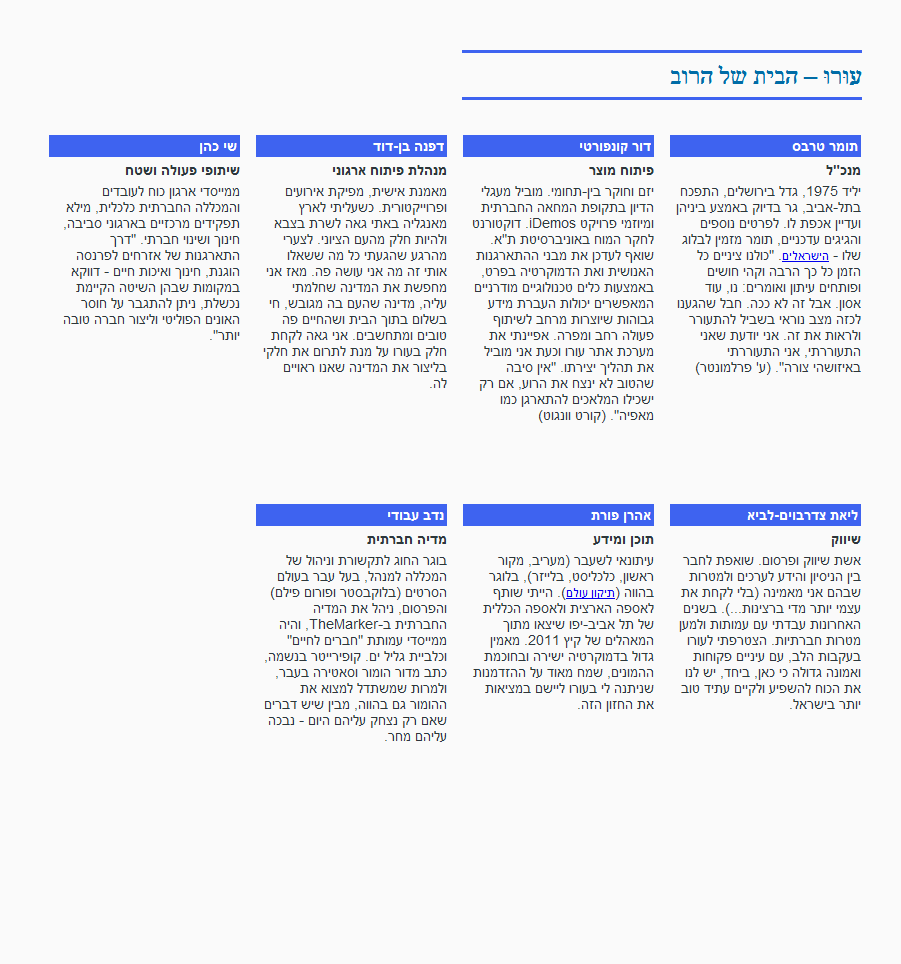 עורו – הבית של הרוב
תומר טרבס
מנכ"ל
יליד 1975, גדל בירושלים, התפכח
בתל-אביב, גר בדיוק באמצע ביניהן
ועדיין אכפת לו. לפרטים נוספים
והגיגים עדכניים, תומר מזמין לבלוג
שלו - הישראלים. "כולנו ציניים כל
הזמן כל כך הרבה וקהי חושים
ופותחים עיתון ואומרים: נו, עוד
אסון. אבל זה לא ככה. חבל שהגענו
לכזה מצב נוראי בשביל להתעורר
ולראות את זה. אני יודעת שאני
התעוררתי, אני התעוררתי
באיזושהי צורה". (ע' פרלמונטר)
דור קונפורטי
פיתוח מוצר
יזם וחוקר בין-תחומי. מוביל מעגלי
הדיון בתקופת המחאה החברתית
ומיוזמי פרויקט iDemos. דוקטורנט
לחקר המוח באוניברסיטת ת"א.
שואף לעדכן את מבני ההתארגנות
האנושית ואת הדמוקרטיה בפרט,
באמצעות כלים טכנולוגיים מודרניים
המאפשרים יכולות העברת מידע
גבוהות שיוצרות מרחב לשיתוף
פעולה רחב ומפרה. אפיינתי את
מערכת אתר עורו וכעת אני מוביל
את תהליך יצירתו. "אין סיבה
שהטוב לא ינצח את הרוע, אם רק
ישכילו המלאכים להתארגן כמו
מאפיה". (קורט וונגוט)
דפנה בן-דוד
מנהלת פיתוח ארגוני
מאמנת אישית, מפיקת אירועים
ופרוייקטורית. כשעליתי לארץ
מאנגליה באתי גאה לשרת בצבא
ולהיות חלק מהעם הציוני. לצערי
מהרגע שהגעתי כל מה ששאלו
אותי זה מה אני עושה פה. מאז אני
מחפשת את המדינה שחלמתי
עליה, מדינה שהעם בה מגובש, חי
בשלום בתוך הבית ושהחיים פה
טובים ומתחשבים. אני גאה לקחת
חלק בעורו על מנת לתרום את חלקי
בליצור את המדינה שאנו ראויים
לה.
שי כהן
שיתופי פעולה ושטח
ממייסדי ארגון כוח לעובדים
והמכללה החברתית כלכלית, מילא
תפקידים מרכזיים בארגוני סביבה,
חינוך ושינוי חברתי. "דרך
התארגנות של אזרחים לפרנסה
הוגנת, חינוך ואיכות חיים - דווקא
במקומות שבהן השיטה הקיימת
נכשלת, ניתן להתגבר על חוסר
האונים הפוליטי וליצור חברה טובה
יותר".
ליאת צדרבוים-לביא
שיווק
אשת שיווק ופרסום. שואפת לחבר
בין הניסיון והידע לערכים ולמטרות
שבהם אני מאמינה (בלי לקחת את
עצמי יותר מדי ברצינות...). בשנים
האחרונות עבדתי עם עמותות ולמען
מטרות חברתיות. הצטרפתי לעורו
בעקבות הלב, עם עיניים פקוחות
ואמונה גדולה כי כאן, ביחד, יש לנו
את הכוח להשפיע ולקיים עתיד טוב
יותר בישראל.
אהרן פורת
תוכן ומידע
עיתונאי לשעבר (מעריב, מקור
ראשון, כלכליסט, בלייזר), בלוגר
בהווה (תיקון עולם). הייתי שותף
לאספה הארצית ולאספה הכללית
של תל אביב-יפו שיצאו מתוך
המאהלים של קיץ 2011. מאמין
גדול בדמוקרטיה ישירה ובחוכמת
ההמונים, שמח מאוד על ההזדמנות
שניתנה לי בעורו ליישם במציאות
את החזון הזה.
נדב עבודי
מדיה חברתית
בוגר החוג לתקשורת וניהול של
המכללה למנהל, בעל עבר בעולם
הסרטים (בלוקבסטר ופורום פילם)
והפרסום, ניהל את המדיה
החברתית ב-TheMarker, והיה
ממייסדי עמותת "חברים לחיים"
וכלביית גליל ים. קופירייטר בנשמה,
כתב מדור הומור וסאטירה בעבר,
ולמרות שמשתדל למצוא את
ההומור גם בהווה, מבין שיש דברים
שאם רק נצחק עליהם היום - נבכה
עליהם מחר.